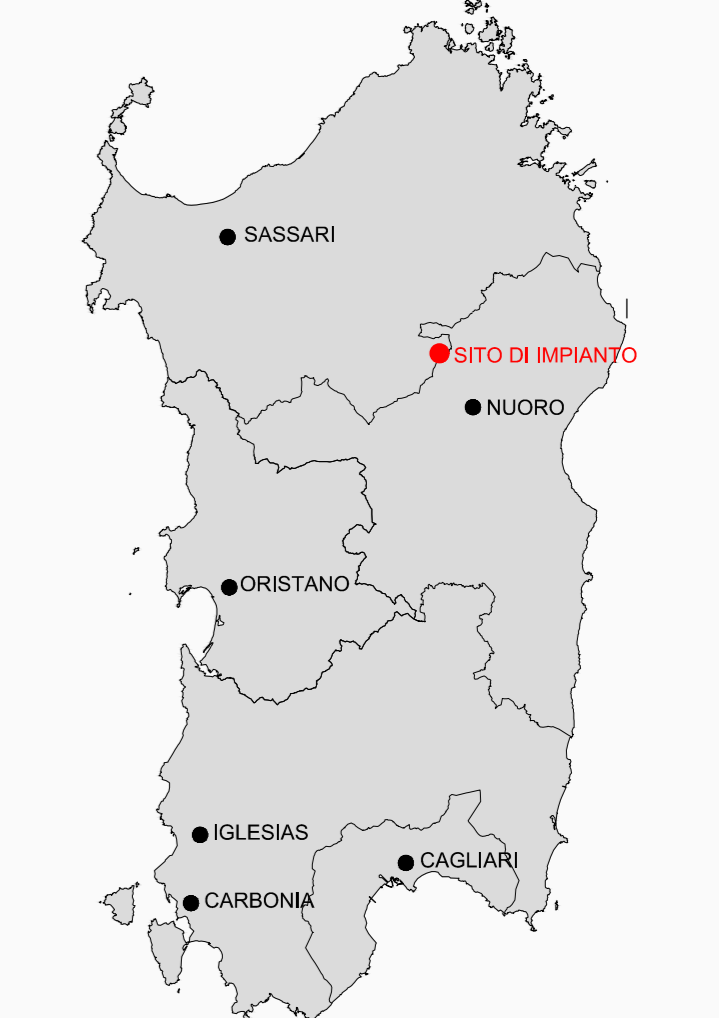 SASSARI
SITO DI IMPIANTO
NUORO
ORISTANO
IGLESIAS
CAGLIARI
CARBONIA